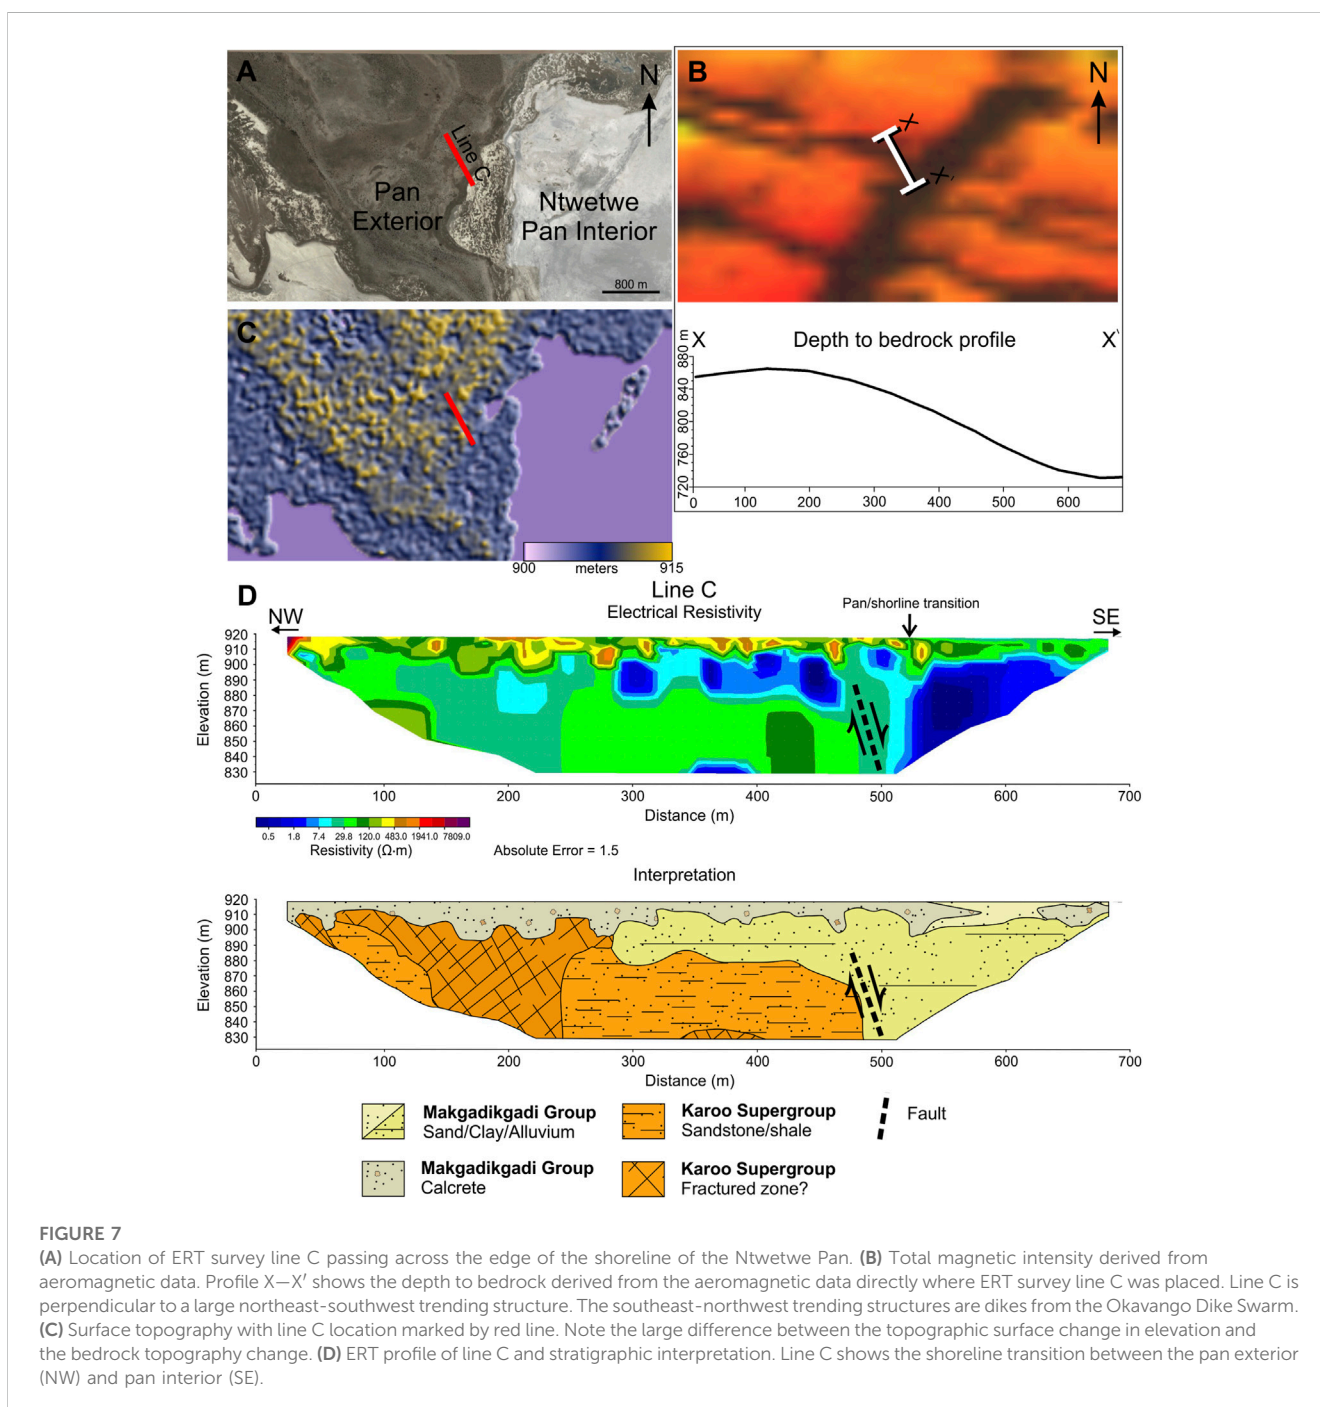 A
N
Line C
Pan
Exterior
Ntwetwe
Pan Interior
800 m
B
N
X
X'
C
900
meters
915
X
Depth to bedrock profile
X'
880 m
840
800
760
720
0
100
200
300
400
500
600
D
Line C
Electrical Resistivity
Pan/shorline transition
NW
SE
Elevation (m)
920
910
900
890
880
870
860
850
840
830
0
100
200
300
400
500
600
700
Distance (m)
0.5 1.8 7.4 29.8 120.0 483.0 1941.0 7809.0
Resistivity (Ω·m)
Absolute Error = 1.5
Interpretation
Elevation (m)
920
910
900
890
880
870
860
850
840
830
0
100
200
300
400
500
600
700
Distance (m)
Makgadikgadi Group
Sand/Clay/Alluvium
Karoo Supergroup
Sandstone/shale
Fault
Makgadikgadi Group
Calcrete
Karoo Supergroup
Fractured zone?
FIGURE 7
(A) Location of ERT survey line C passing across the edge of the shoreline of the Ntwetwe Pan. (B) Total magnetic intensity derived from
aeromagnetic data. Profile X—X′ shows the depth to bedrock derived from the aeromagnetic data directly where ERT survey line C was placed. Line C is
perpendicular to a large northeast-southwest trending structure. The southeast-northwest trending structures are dikes from the Okavango Dike Swarm.
(C) Surface topography with line C location marked by red line. Note the large difference between the topographic surface change in elevation and
the bedrock topography change. (D) ERT profile of line C and stratigraphic interpretation. Line C shows the shoreline transition between the pan exterior
(NW) and pan interior (SE).